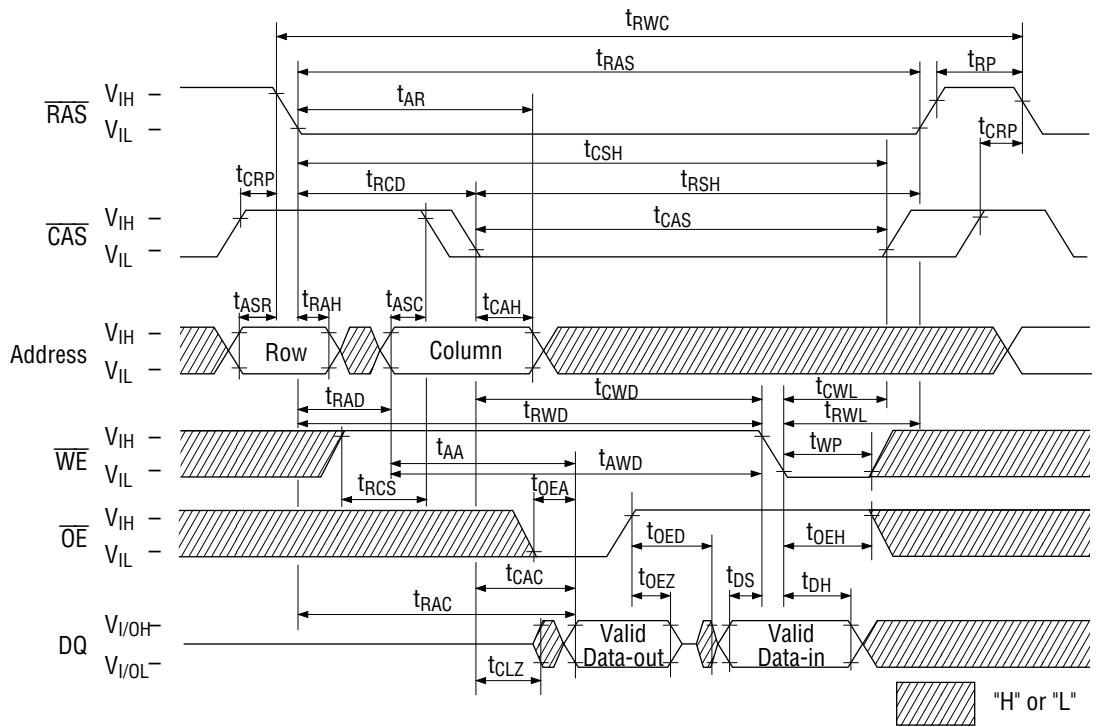 tRWC
tRAS
tRP
tAR
RAS
VIH
VIL
tCRP
tCSH
tCRP
tRCD
tRSH
CAS
VIH
VIL
tCAS
tASR
tRAH
tASC
tCAH
Address
VIH
VIL
Row
Column
tRAD
tCWD
tCWL
tRWD
tRWL
WE
VIH
VIL
tAA
tAWD
tWP
tRCS
tOEA
OE
VIH
VIL
tOED
tOEH
tCAC
tOEZ
tDS
tDH
tRAC
DQ
VI/OH
VI/OL
Valid
Data-out
Valid
Data-in
tCLZ
"H" or "L"